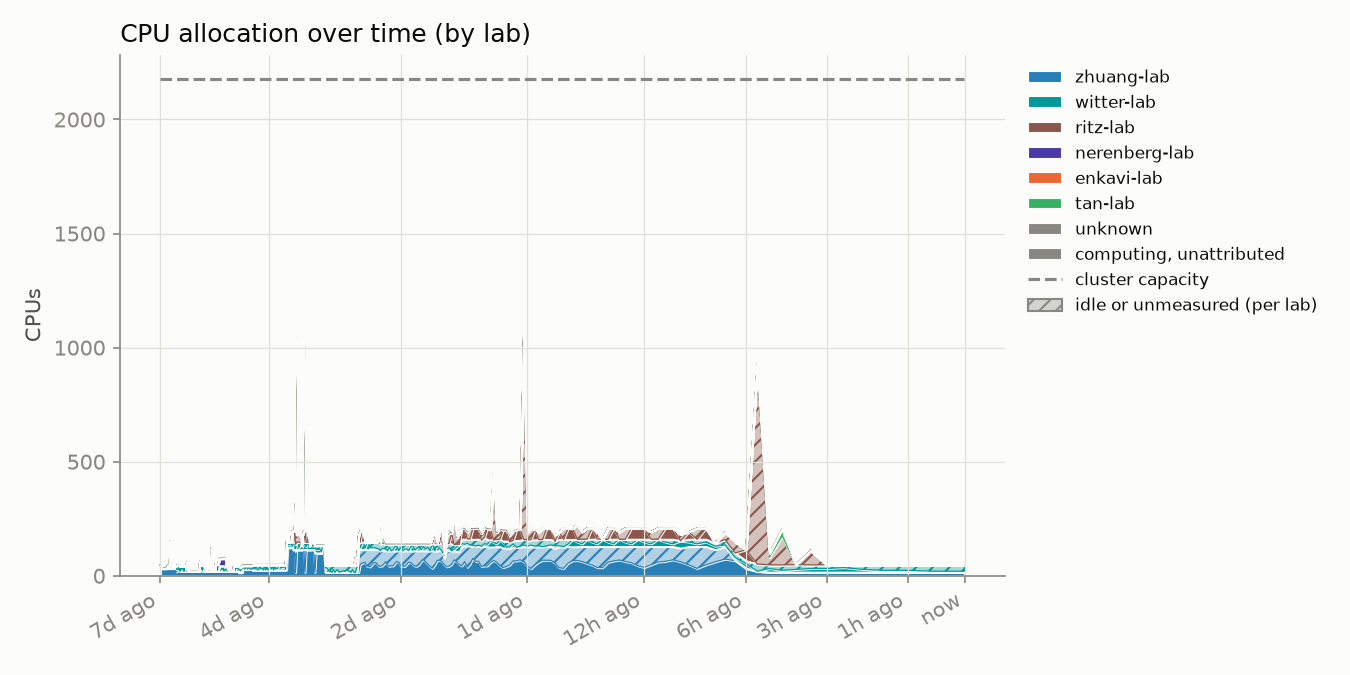 CPU allocation over time (by lab)
zhuang-lab
witter-lab
ritz-lab
nerenberg-lab
enkavi-lab
tan-lab
unknown
computing, unattributed
cluster capacity
idle or unmeasured (per lab)
CPUs
2000
1500
1000
500
0
7d ago
4d ago
2d ago
1d ago
12h ago
6h ago
3h ago
1h ago
now